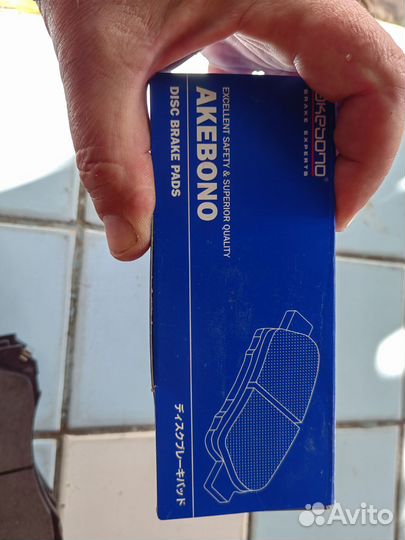 akebono®
BRAKE EXPERTS
EXCELLENT SAFETY & SUPERIOR QUALITY
AKEBONO
DISC BRAKE PADS
ディスクブレーキパッド
Avito